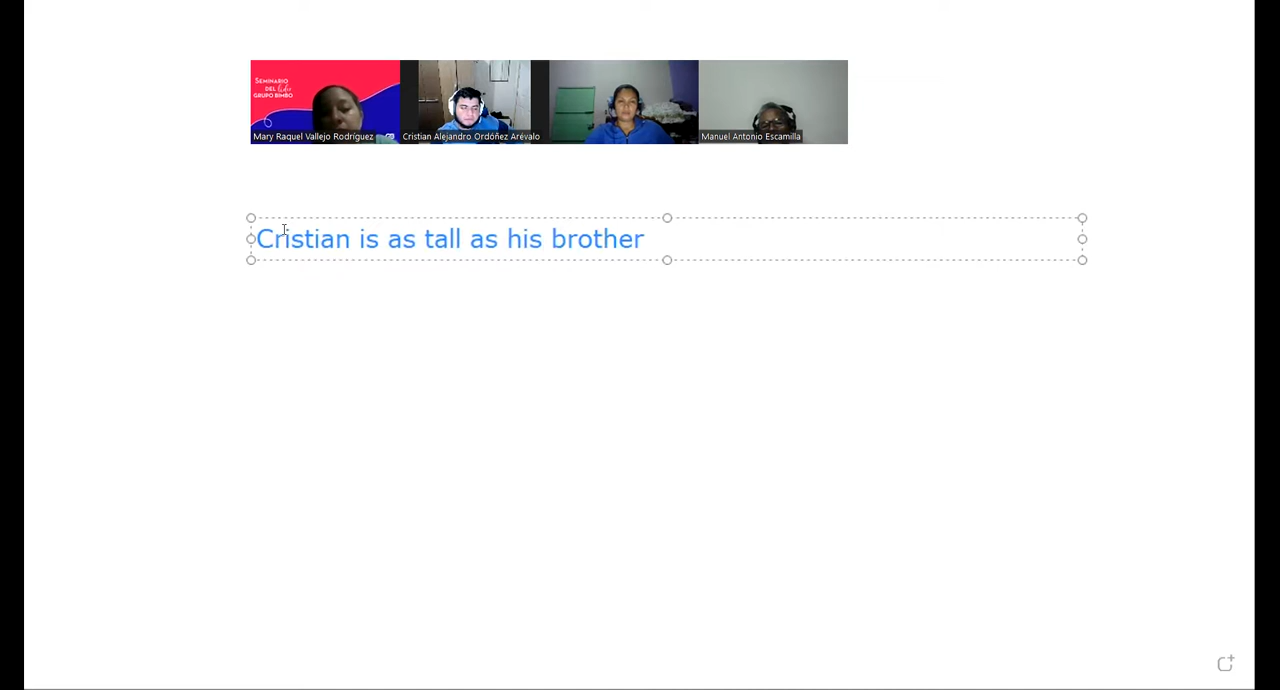 SEMINARIO
DEL líder
GRUPO BIMBO
Mary Raquel Vallejo Rodríguez
Cristian Alejandro Ordóñez Arévalo
Manuel Antonio Escamilla
Cristian is as tall as his brother